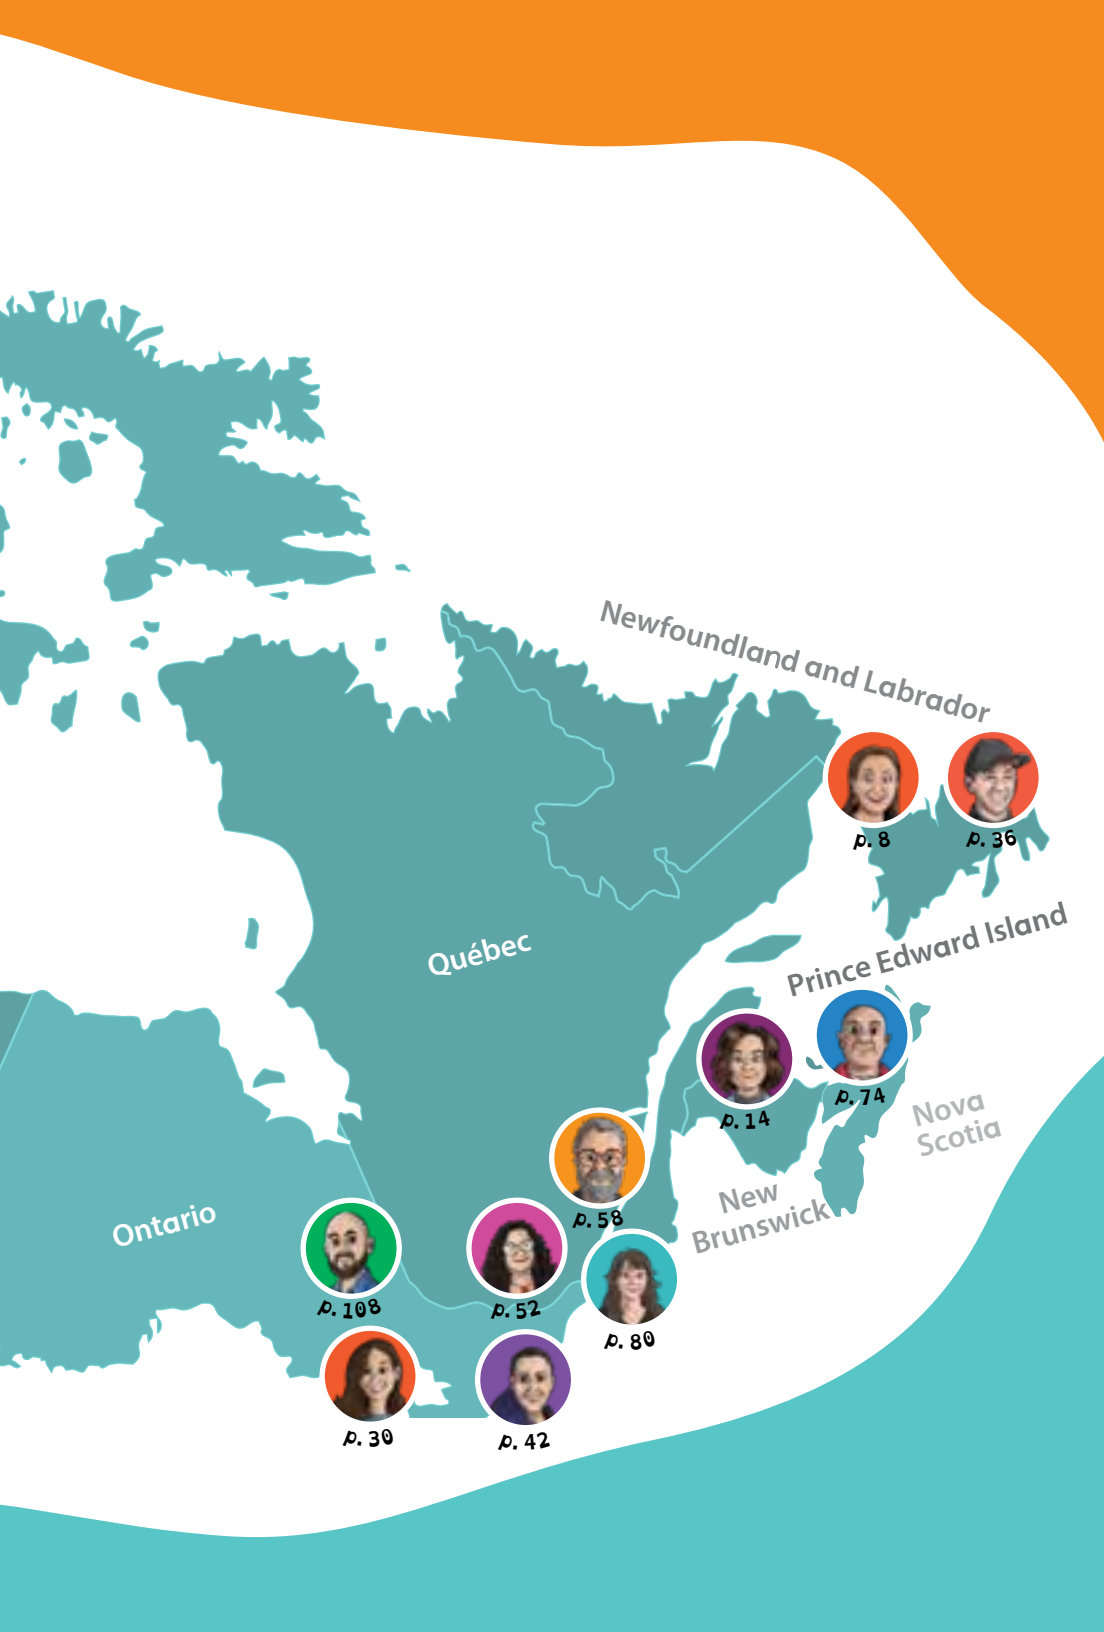 Newfoundland and Labrador
p. 8
p. 36
Québec
Prince Edward Island
p. 74
p. 14
Nova
Scotia
New
Brunswick
p. 58
Ontario
p. 108
p. 52
p. 80
p. 30
p. 42